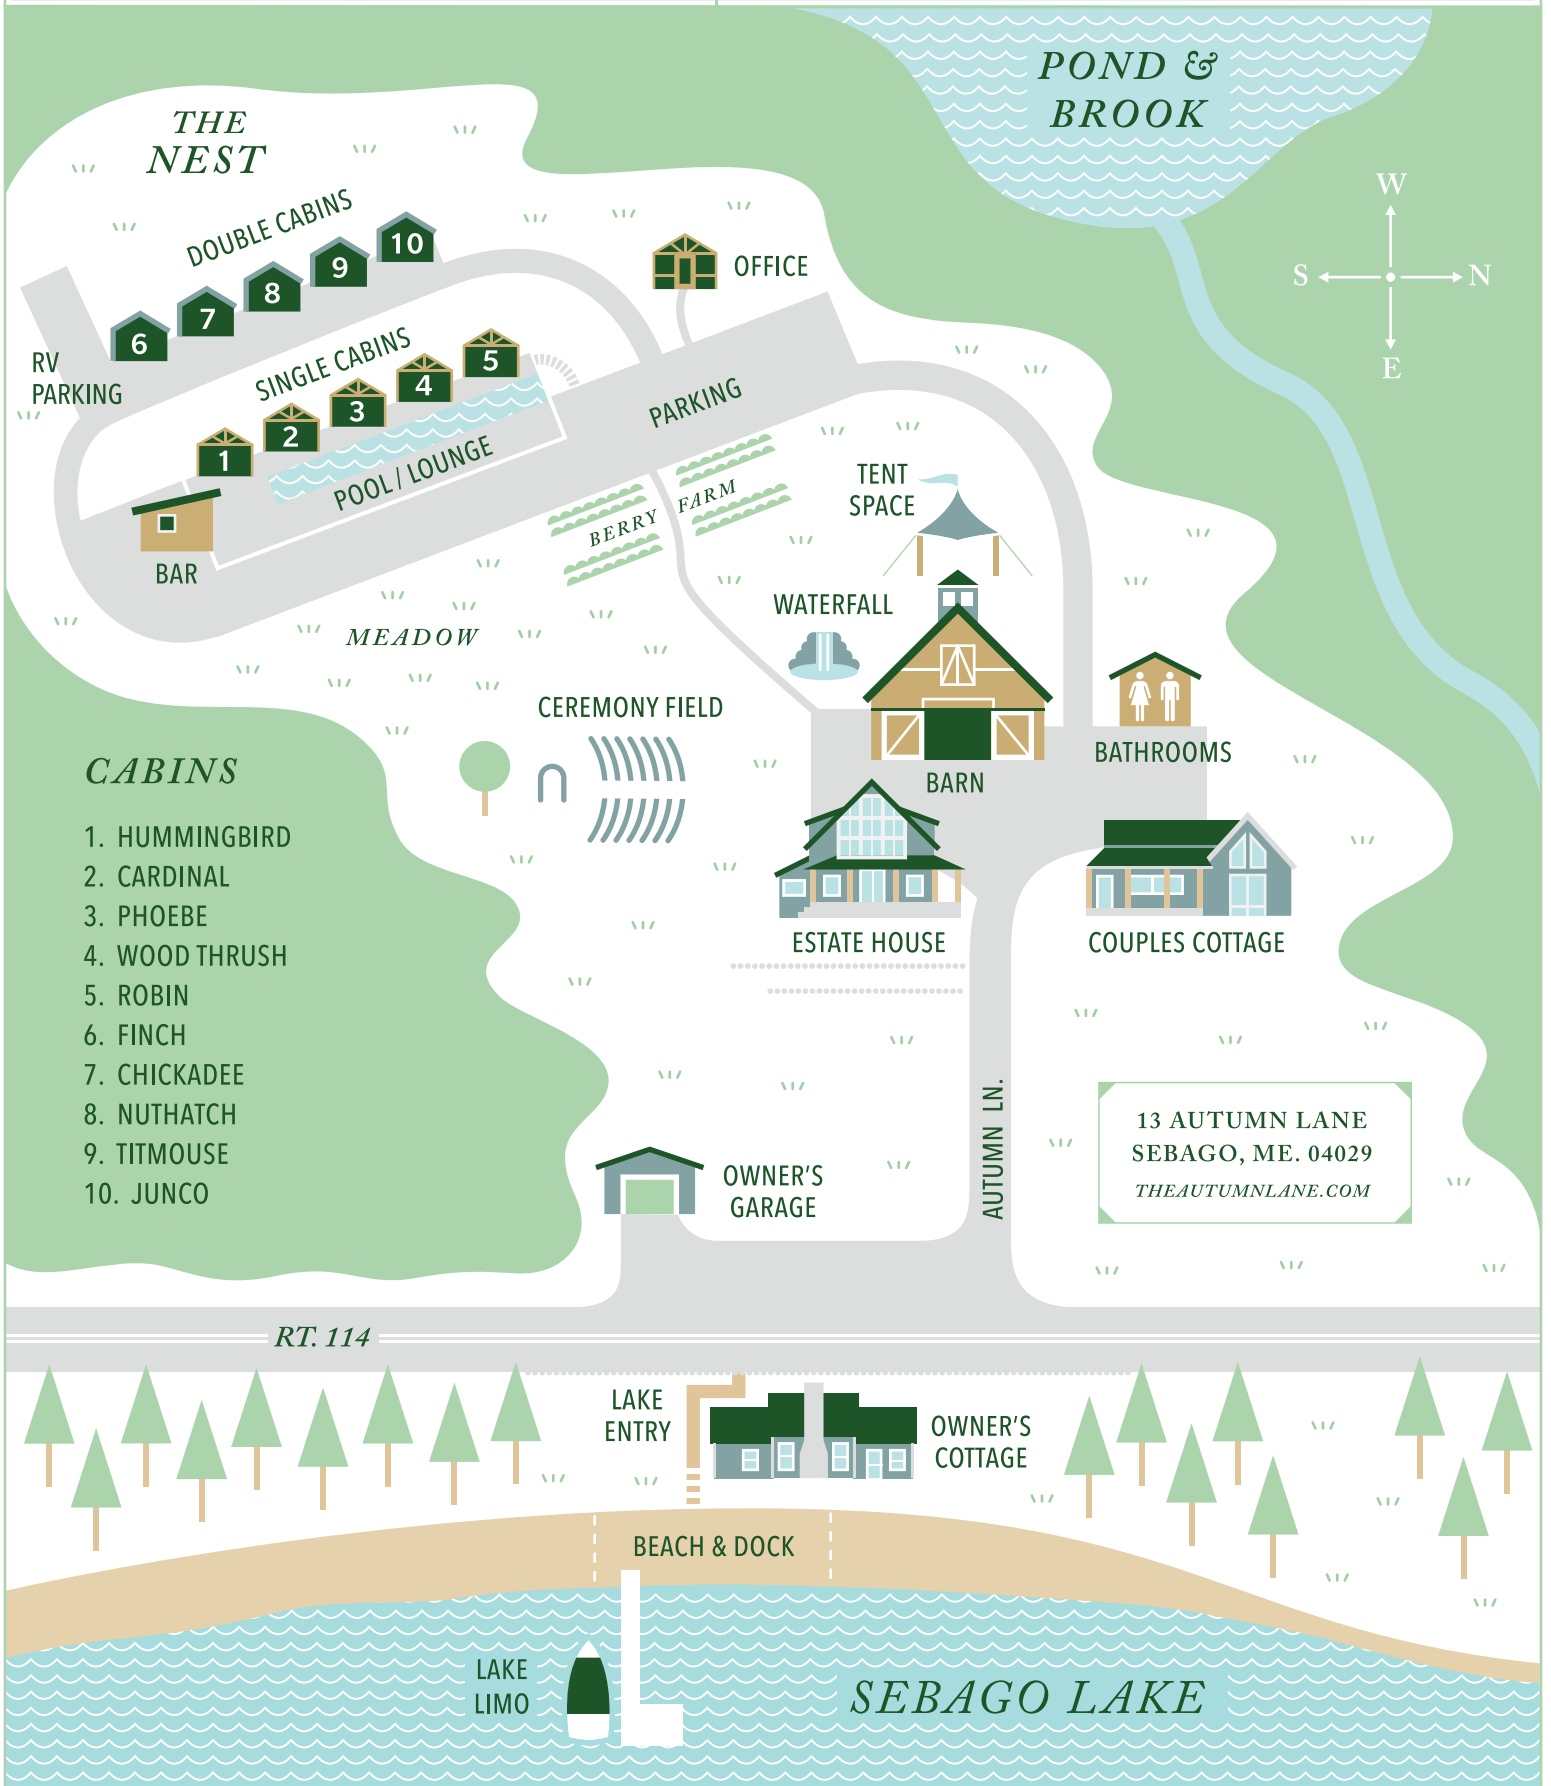 POND &
BROOK
THE
NEST
W
S
N
E
DOUBLE CABINS
10
9
8
7
6
OFFICE
RV
PARKING
SINGLE CABINS
5
4
3
2
1
PARKING
POOL / LOUNGE
BAR
BERRY FARM
TENT
SPACE
WATERFALL
MEADOW
CEREMONY FIELD
BARN
BATHROOMS
CABINS
1. HUMMINGBIRD
2. CARDINAL
3. PHOEBE
4. WOOD THRUSH
5. ROBIN
6. FINCH
7. CHICKADEE
8. NUTHATCH
9. TITMOUSE
10. JUNCO
ESTATE HOUSE
COUPLES COTTAGE
AUTUMN LN.
13 AUTUMN LANE
SEBAGO, ME. 04029
THEAUTUMNLANE.COM
OWNER'S
GARAGE
RT. 114
LAKE
ENTRY
OWNER'S
COTTAGE
BEACH & DOCK
LAKE
LIMO
SEBAGO LAKE